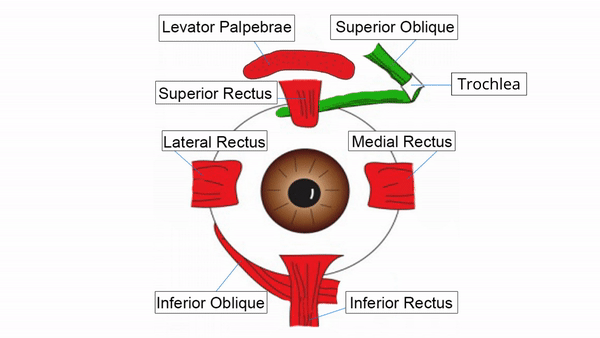 Levator Palpebrae
Superior Oblique
Trochlea
Superior Rectus
Lateral Rectus
Medial Rectus
Inferior Oblique
Inferior Rectus